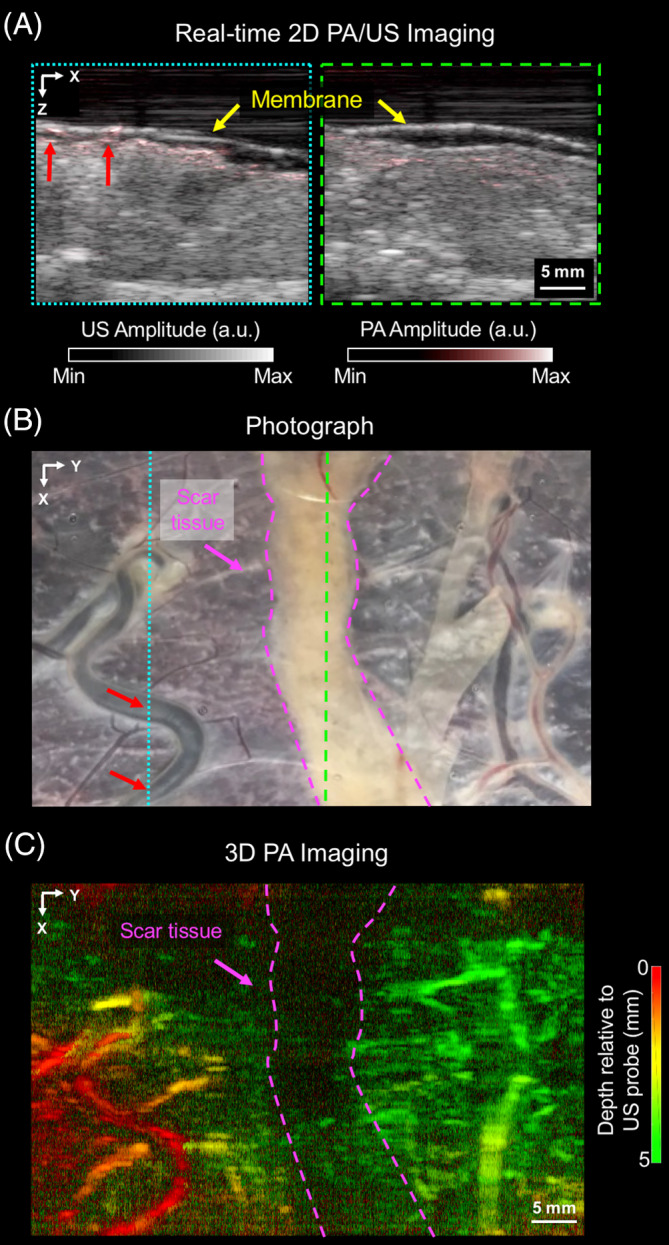 (A)
Real-time 2D PA/US Imaging
X
Z
Membrane
5 mm
US Amplitude (a.u.)
PA Amplitude (a.u.)
Min
Max
Min
Max
(B)
Photograph
Y
X
Scar
tissue
(C)
3D PA Imaging
Y
X
Scar tissue
5 mm
0
Depth relative to
US probe (mm)
5